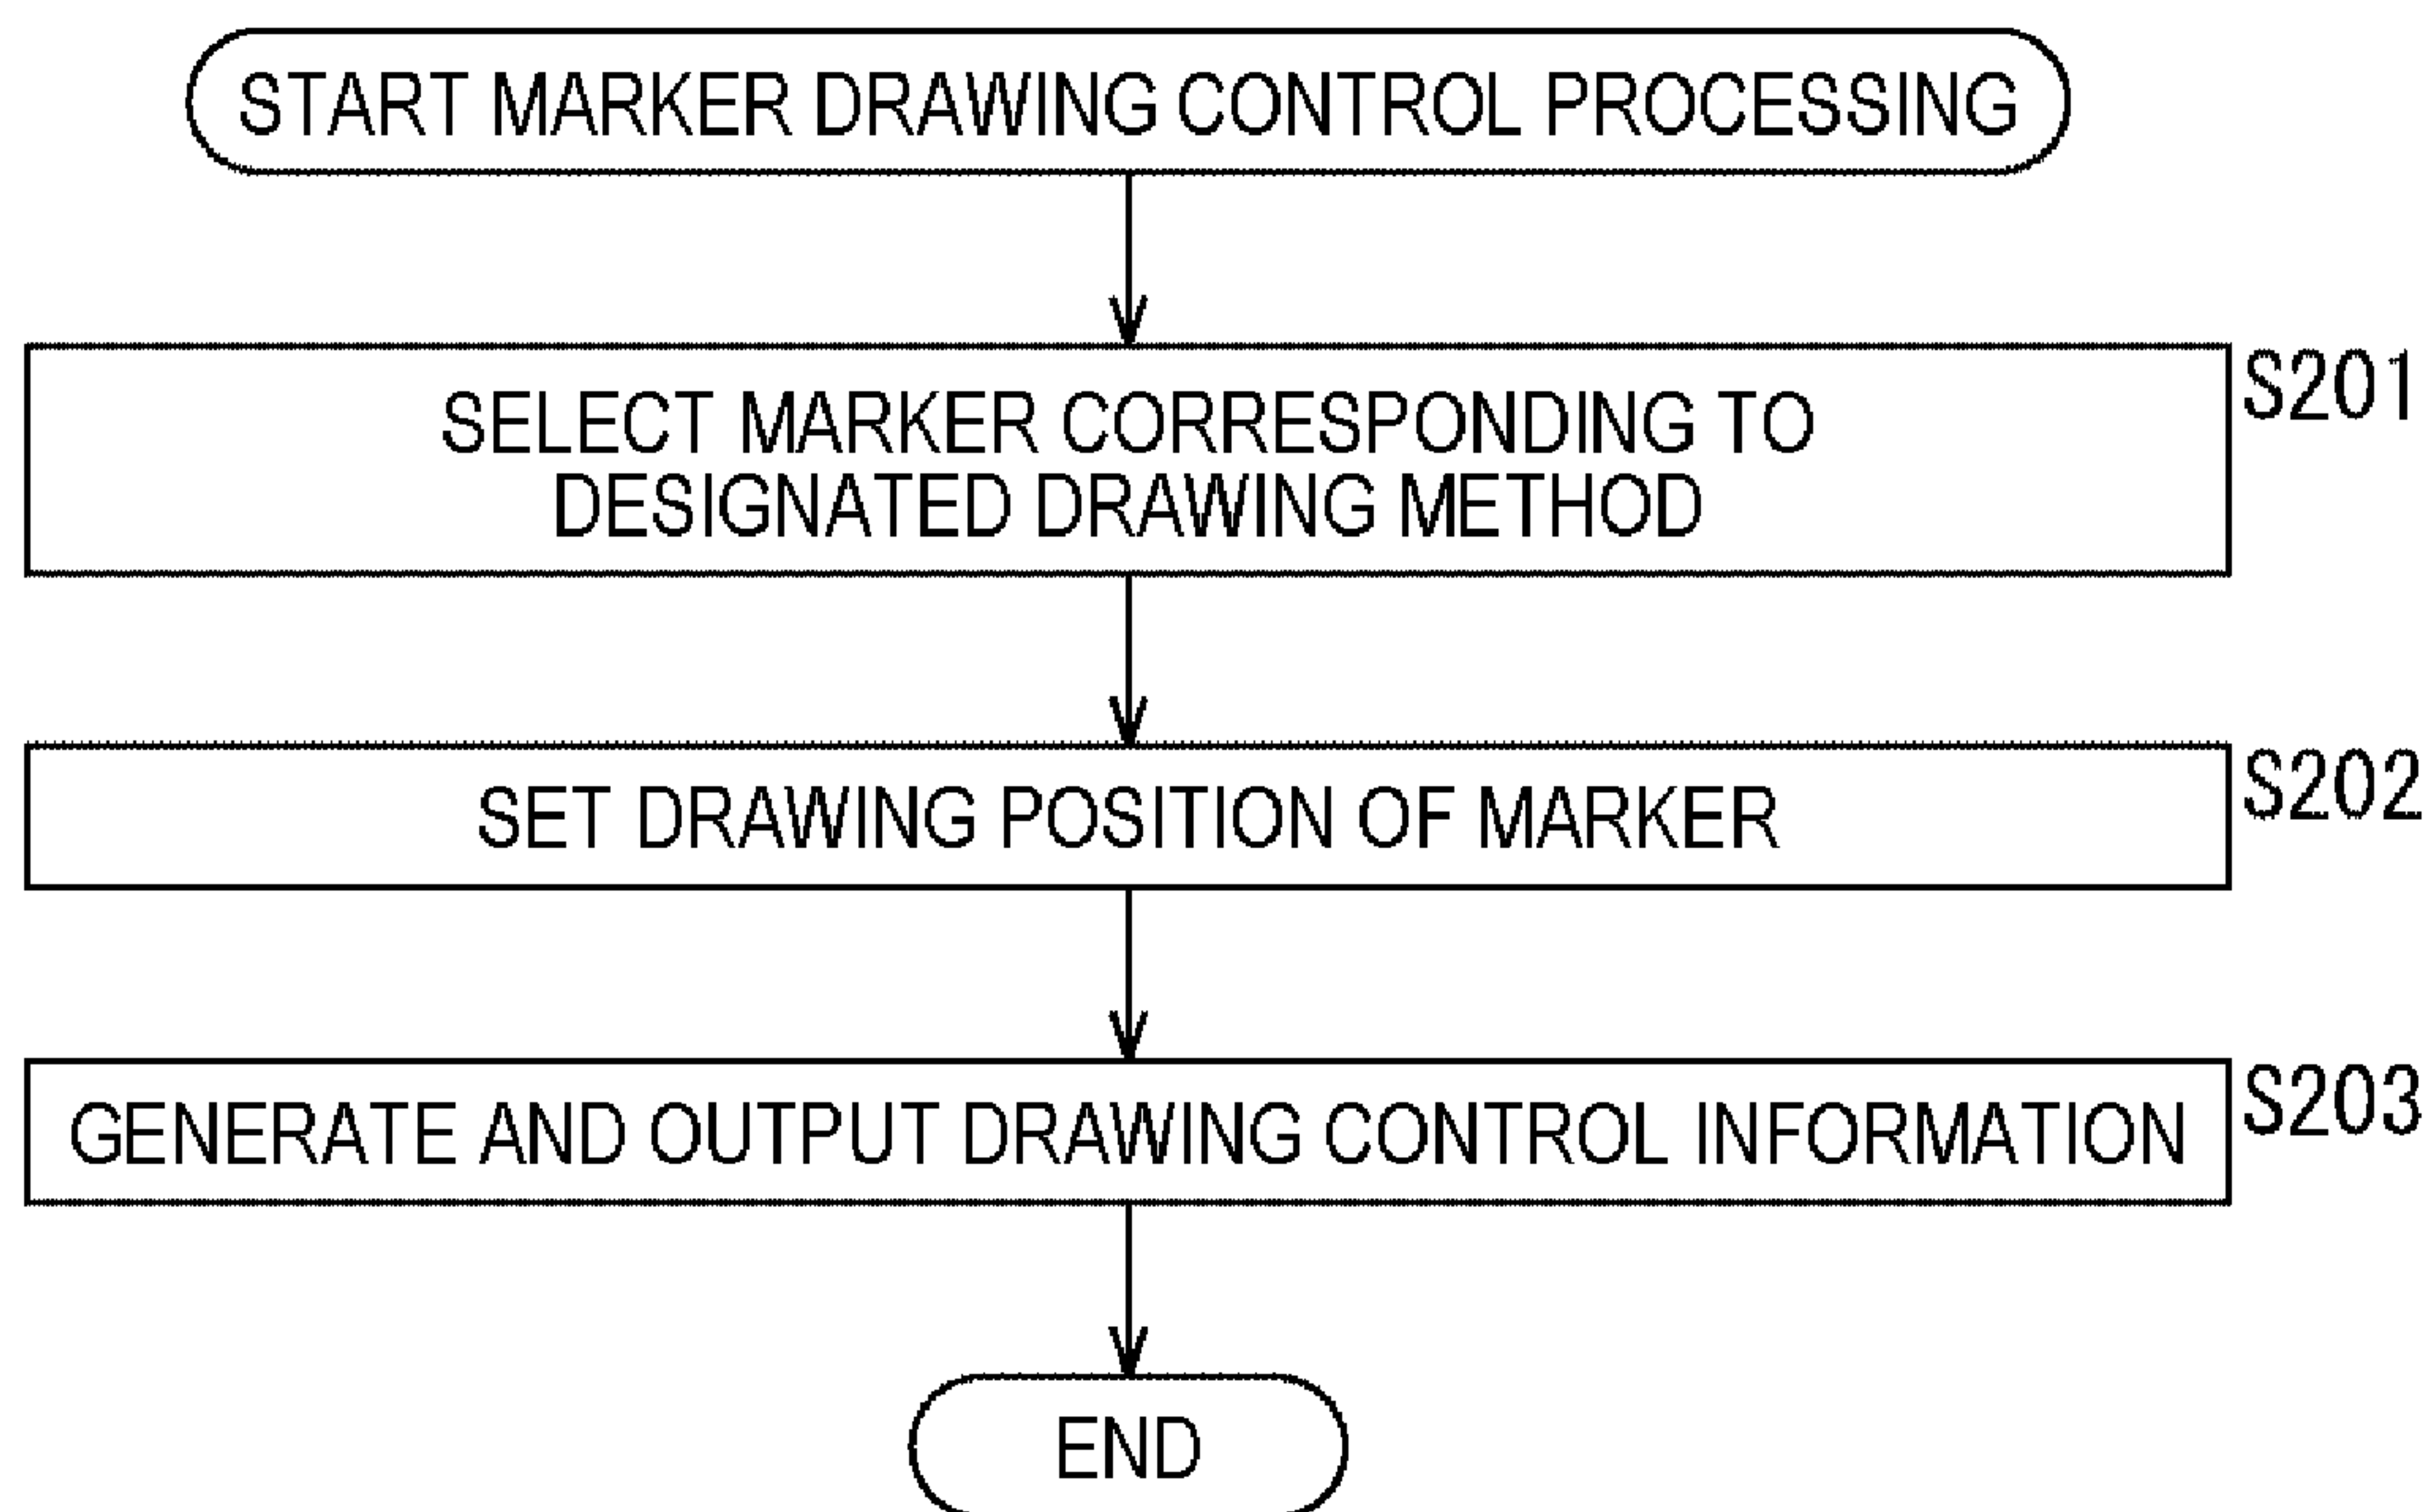 START MARKER DRAWING CONTROL PROCESSING
SELECT MARKER CORRESPONDING TO
DESIGNATED DRAWING METHOD
S201
SET DRAWING POSITION OF MARKER
S202
GENERATE AND OUTPUT DRAWING CONTROL INFORMATION
S203
END